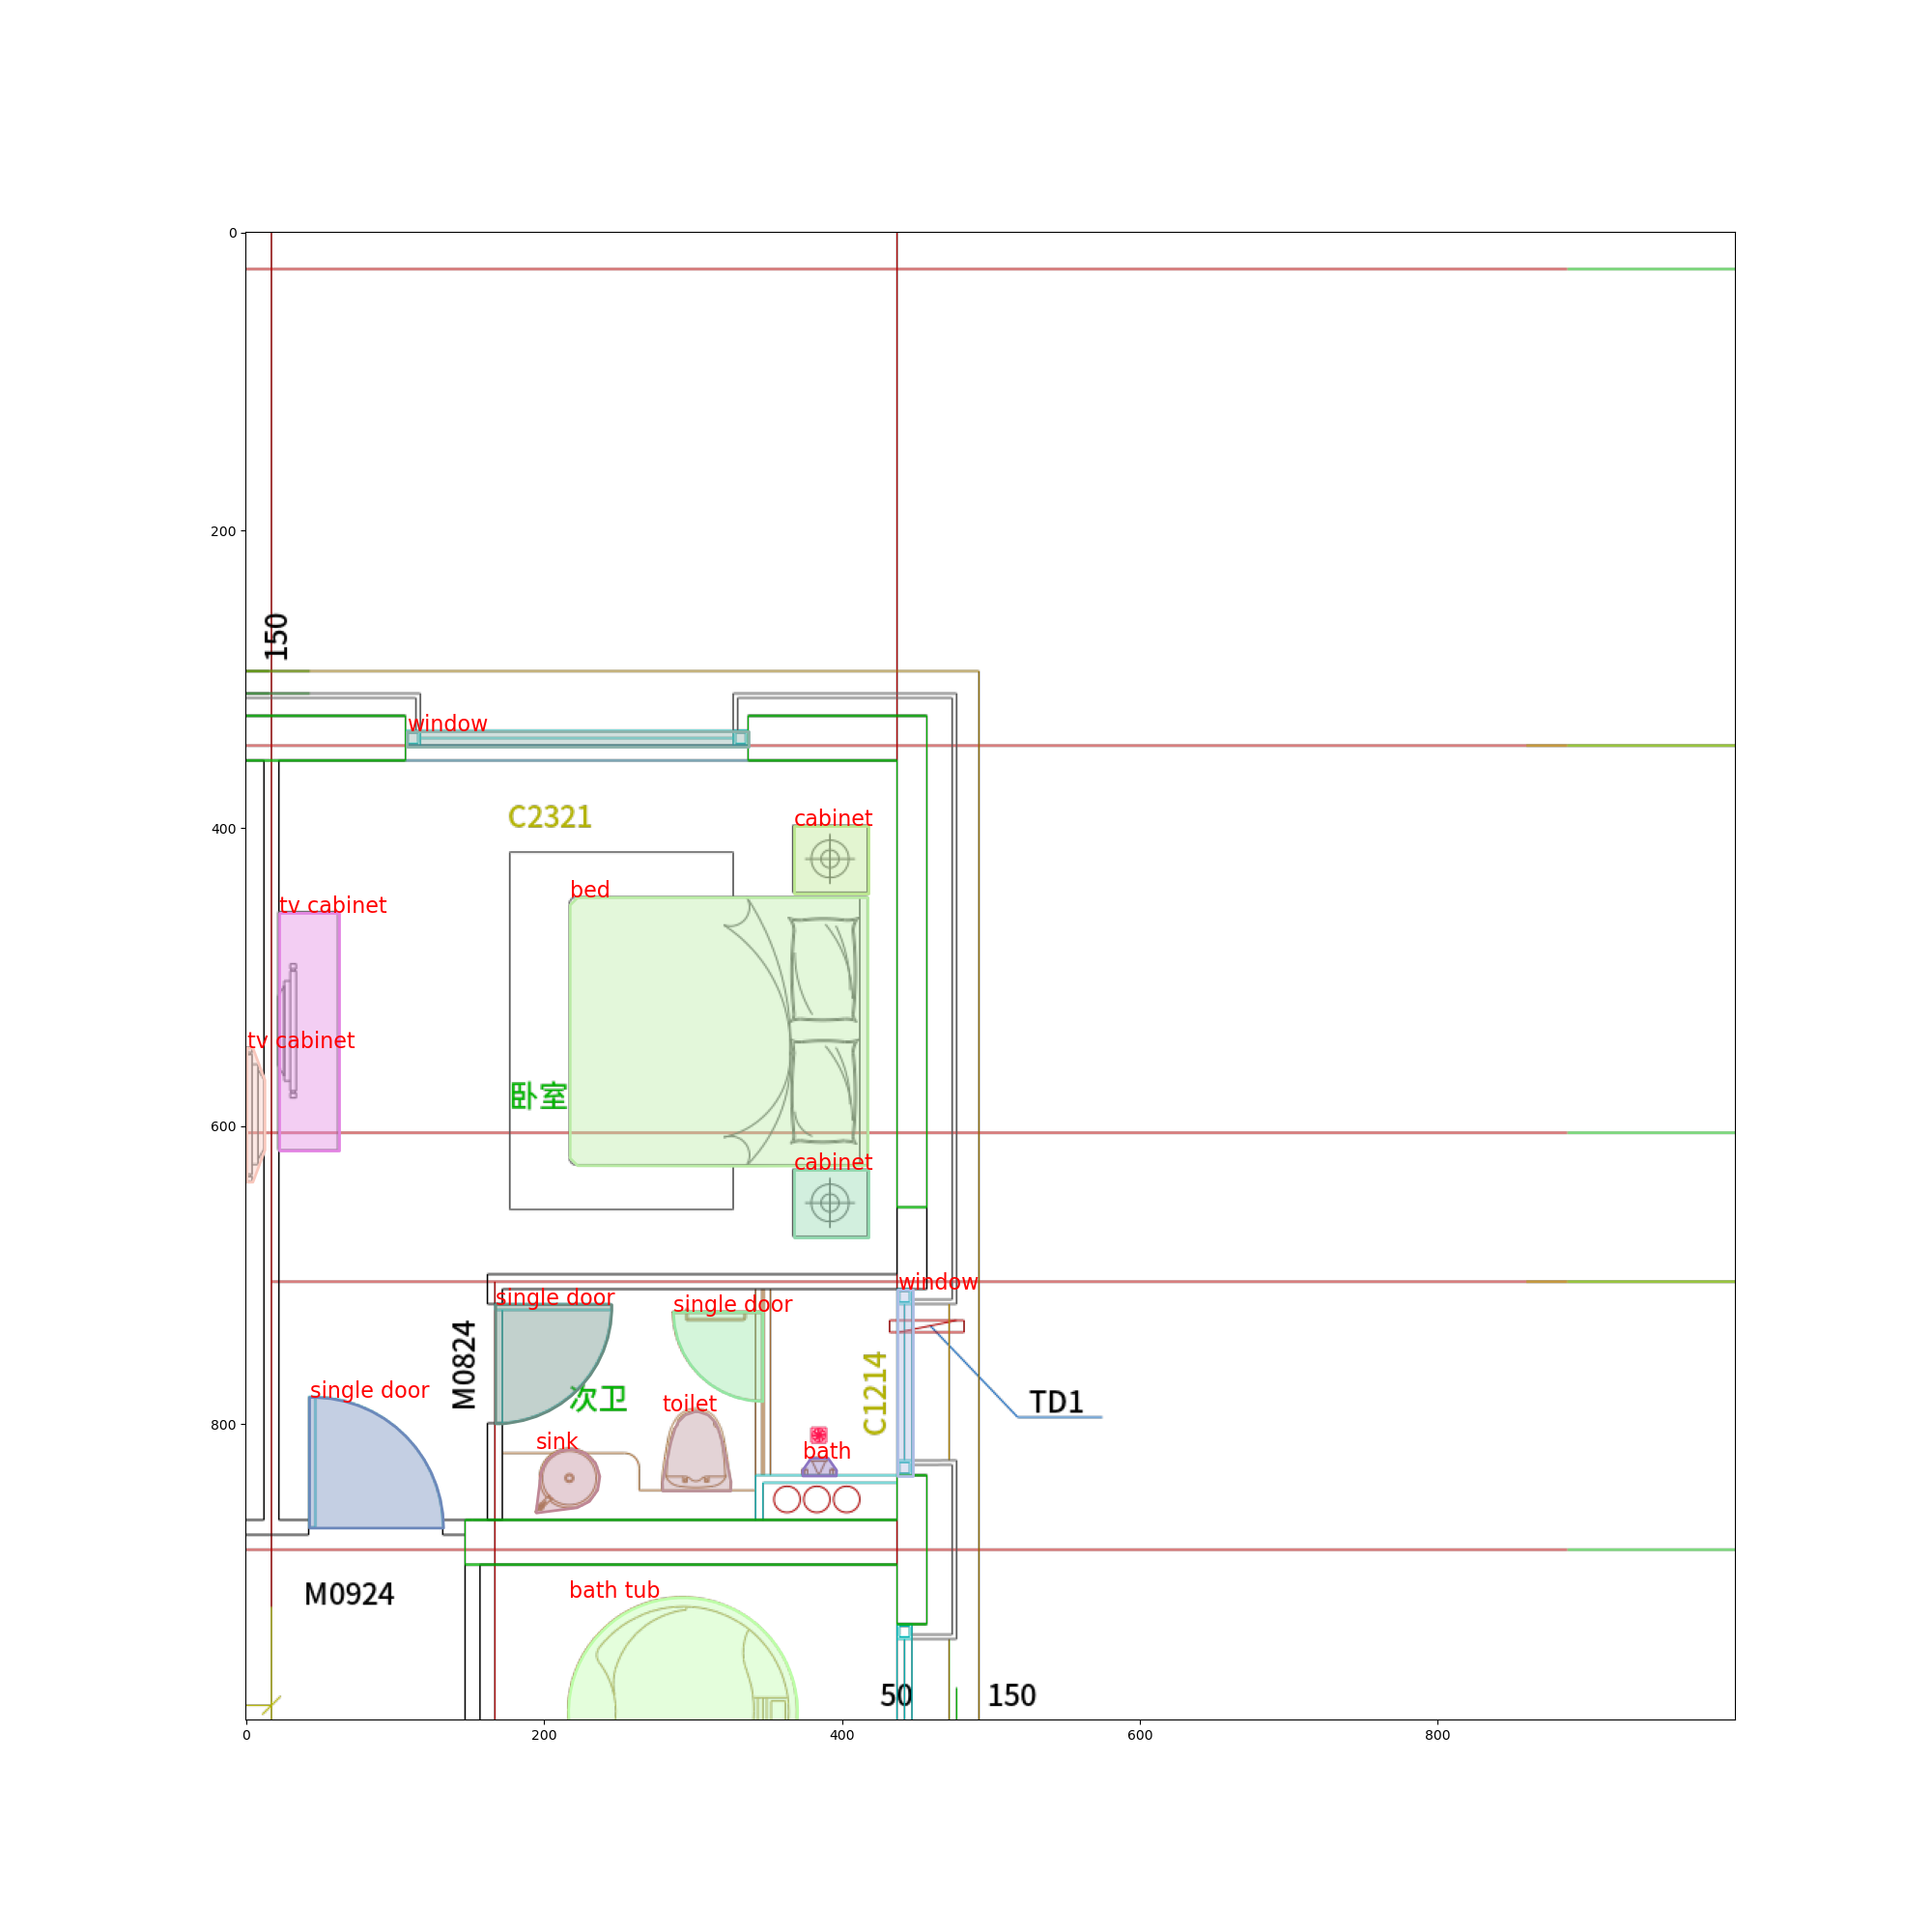 0
200
150
window
400
C2321
cabinet
bed
tv cabinet
tv cabinet
600
卧室
cabinet
window
single door
single door
M0824
C1214
single door
次卫
toilet
TD1
800
sink
bath
M0924
bath tub
50
150
0
200
400
600
800